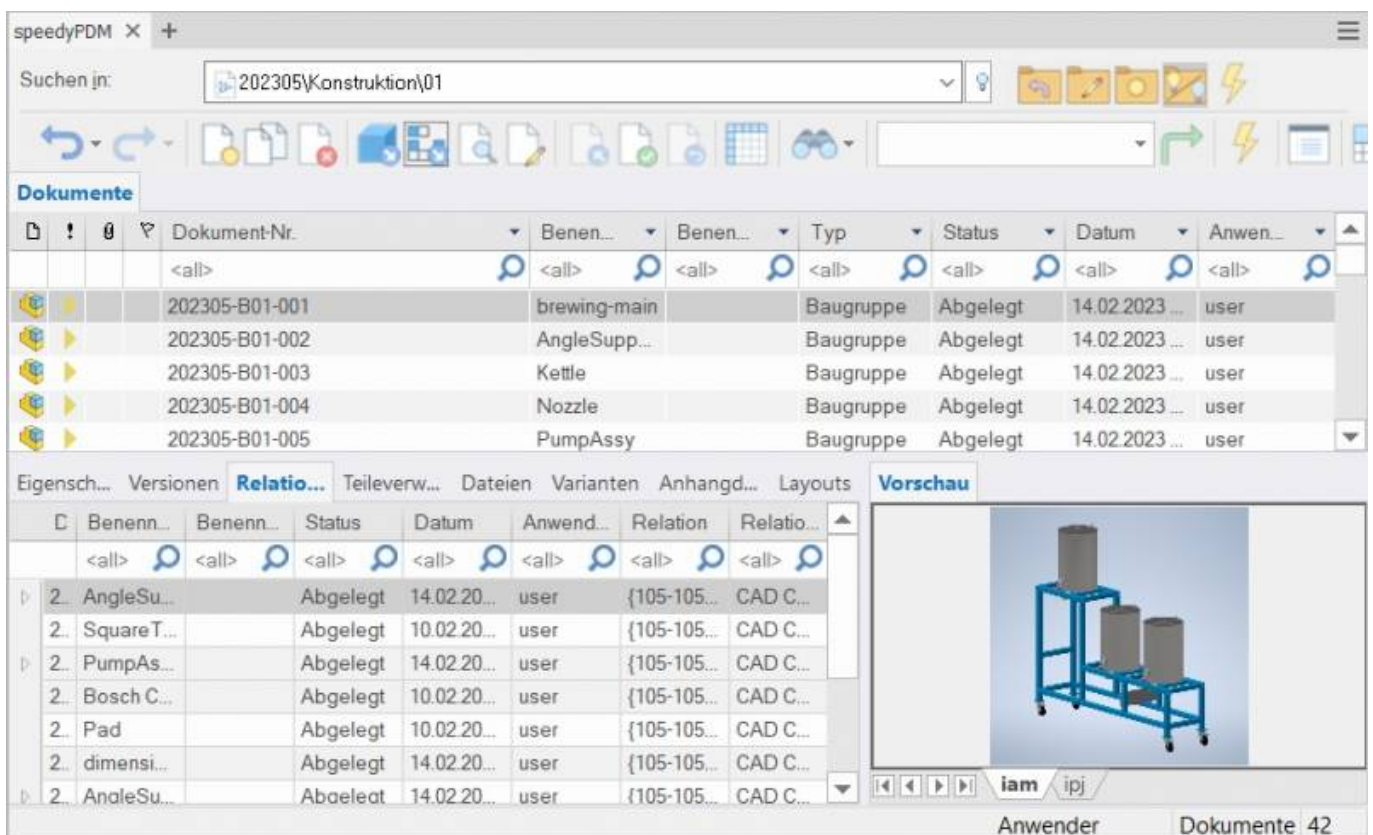 speedyPDM × +
Suchen in: 202305\Konstruktion\01
Dokumente
! Dokument-Nr. Benen... Benen... Typ Status Datum Anwen...
<all> <all> <all> <all> <all> <all> <all>
202305-B01-001 brewing-main Baugruppe Abgelegt 14.02.2023 ... user
202305-B01-002 AngleSupp... Baugruppe Abgelegt 14.02.2023 ... user
202305-B01-003 Kettle Baugruppe Abgelegt 14.02.2023 ... user
202305-B01-004 Nozzle Baugruppe Abgelegt 14.02.2023 ... user
202305-B01-005 PumpAssy Baugruppe Abgelegt 14.02.2023 ... user
Eigensch... Versionen Relatio... Teileverw... Dateien Varianten Anhangd... Layouts Vorschau
Benenn... Benenn... Status Datum Anwend... Relation Relatio...
<all> <all> <all> <all> <all> <all> <all>
2... AngleSu... Abgelegt 14.02.20... user {105-105... CAD C...
2... SquareT... Abgelegt 10.02.20... user {105-105... CAD C...
2... PumpAs... Abgelegt 14.02.20... user {105-105... CAD C...
2... Bosch C... Abgelegt 10.02.20... user {105-105... CAD C...
2... Pad Abgelegt 10.02.20... user {105-105... CAD C...
2... dimensi... Abgelegt 14.02.20... user {105-105... CAD C...
2... AngleSu... Abgelegt 14.02.20... user {105-105... CAD C...
iam ipj
Anwender Dokumente 42